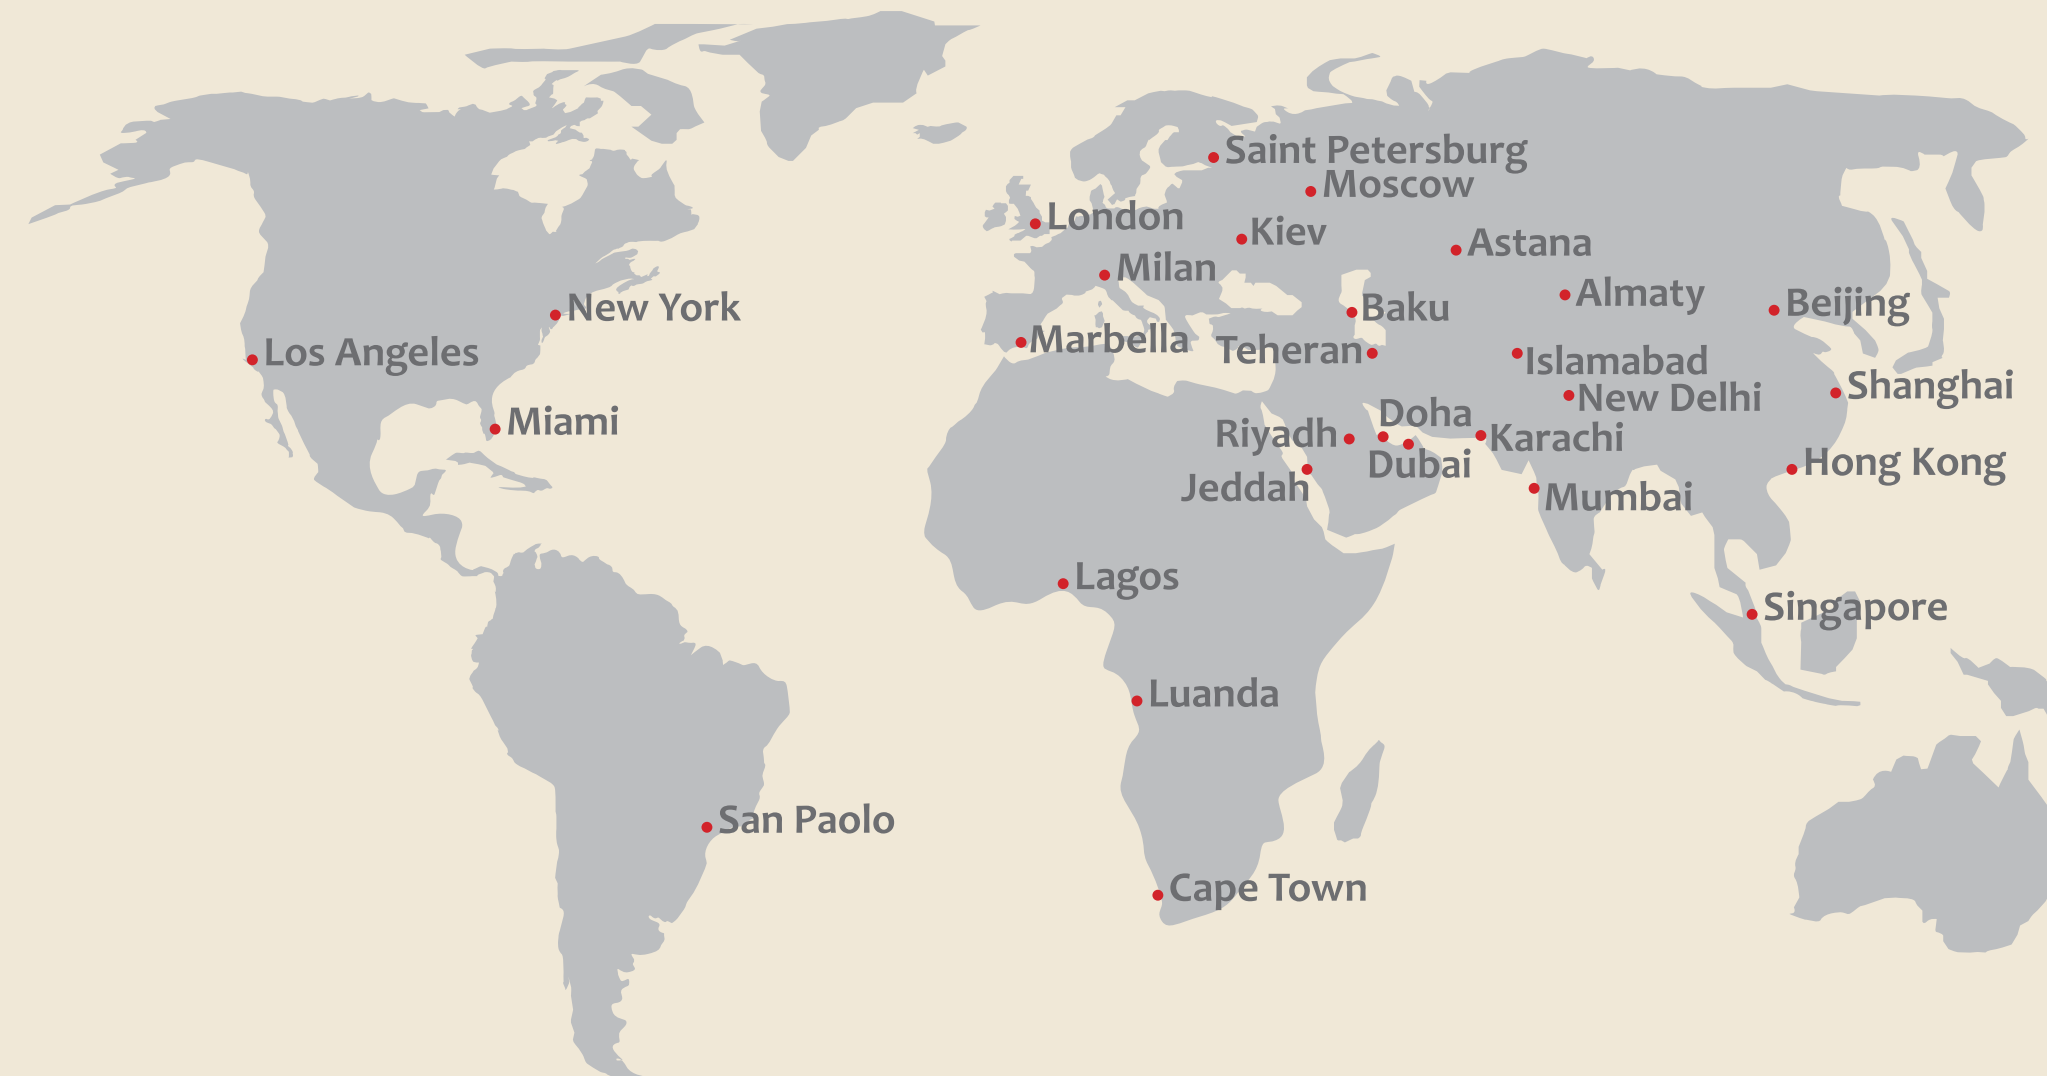 Saint Petersburg
Moscow
London
Kiev
Astana
Milan
Almaty
New York
Baku
Beijing
Marbella
Los Angeles
Teheran
Islamabad
New Delhi
Shanghai
Miami
Doha
Riyadh
Karachi
Dubai
Hong Kong
Jeddah
Mumbai
Lagos
Singapore
Luanda
San Paolo
Cape Town